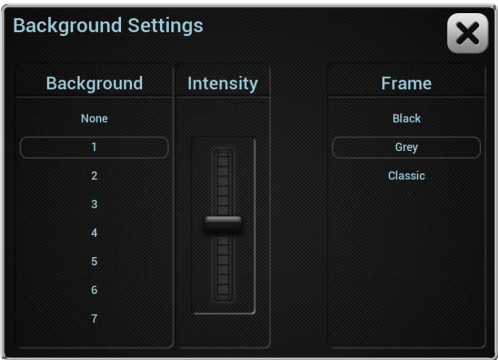 Background Settings
Background
Intensity
Frame
None
1
2
3
4
5
6
7
Black
Grey
Classic